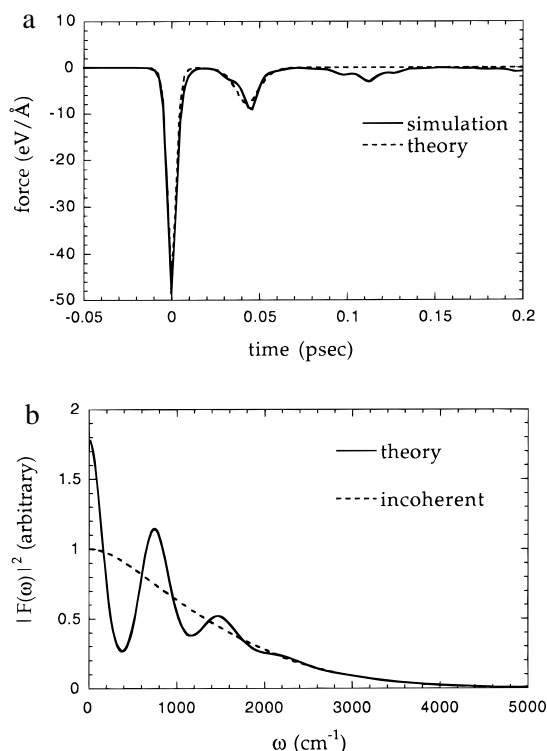 a
10
0
-10
-20
-30
-40
-50
force (eV/Å)
simulation
theory
-0.05 0 0.05 0.1 0.15 0.2
time (psec)
b
2
1.5
1
0.5
0
|F(ω)|² (arbitrary)
theory
incoherent
0 1000 2000 3000 4000 5000
ω (cm⁻¹)